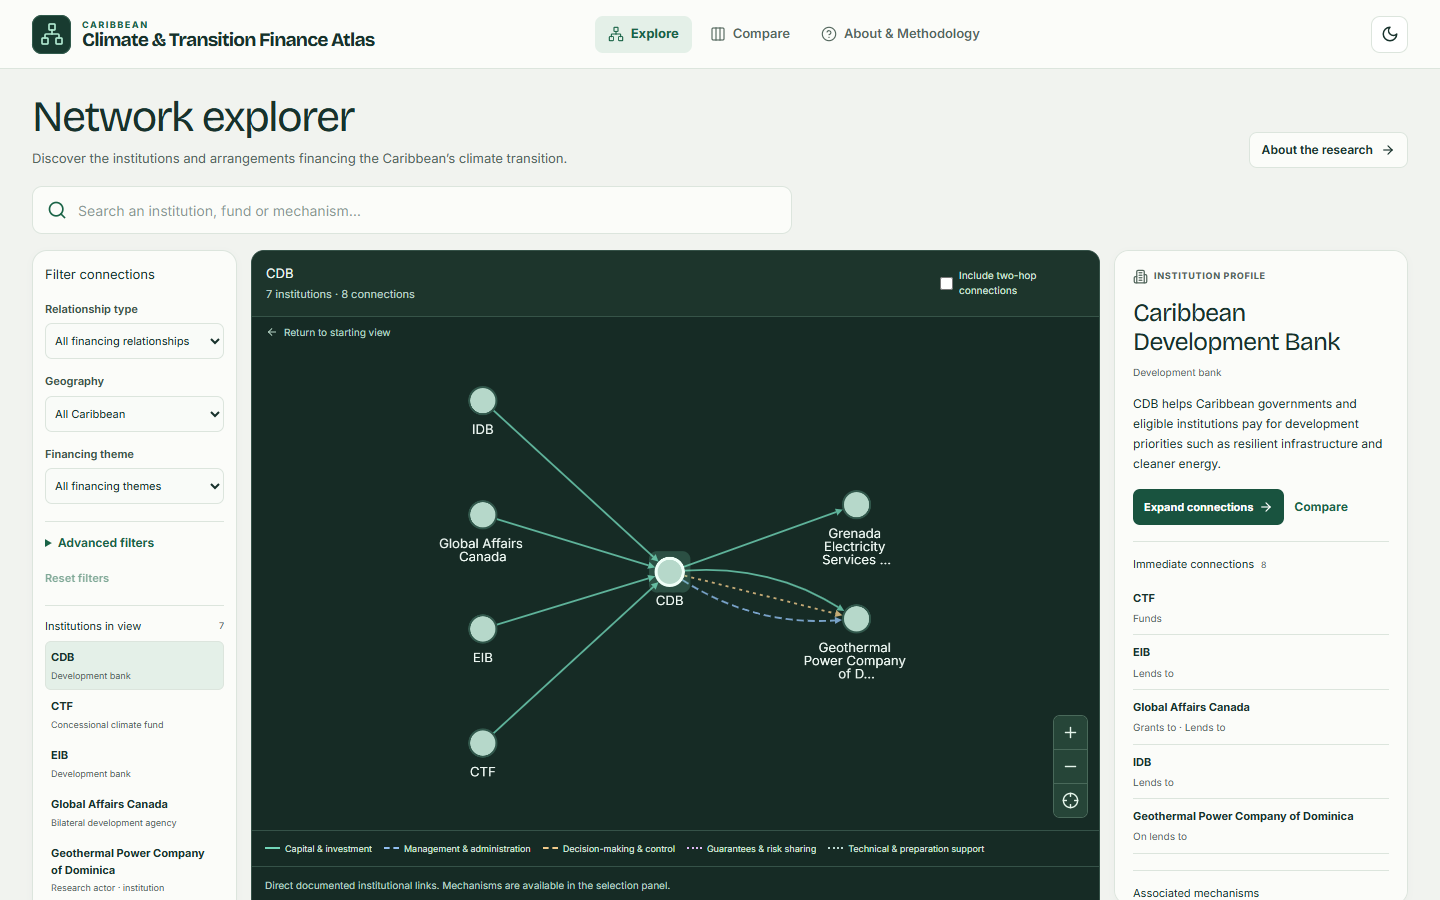 CARIBBEAN
Climate & Transition Finance Atlas
Explore
Compare
About & Methodology
Network explorer
Discover the institutions and arrangements financing the Caribbean's climate transition.
About the research
Search an institution, fund or mechanism...
Filter connections
Relationship type
All financing relationships
Geography
All Caribbean
Financing theme
All financing themes
Advanced filters
Reset filters
Institutions in view 7
CDB
Development bank
CTF
Concessional climate fund
EIB
Development bank
Global Affairs Canada
Bilateral development agency
Geothermal Power Company
of Dominica
Research actor · institution
CDB
7 institutions · 8 connections
Include two-hop
connections
Return to starting view
IDB
Global Affairs
Canada
EIB
CTF
CDB
Grenada
Electricity
Services ...
Geothermal
Power Company
of D...
Capital & investment
Management & administration
Decision-making & control
Guarantees & risk sharing
Technical & preparation support
Direct documented institutional links. Mechanisms are available in the selection panel.
INSTITUTION PROFILE
Caribbean
Development Bank
Development bank
CDB helps Caribbean governments and
eligible institutions pay for development
priorities such as resilient infrastructure and
cleaner energy.
Expand connections
Compare
Immediate connections 8
CTF
Funds
EIB
Lends to
Global Affairs Canada
Grants to · Lends to
IDB
Lends to
Geothermal Power Company of Dominica
On lends to
Associated mechanisms